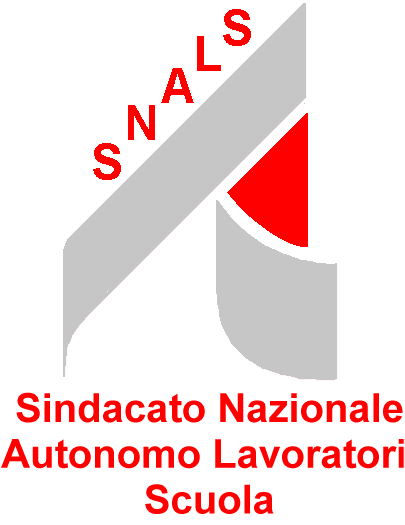 SNALS
Sindacato Nazionale
Autonomo Lavoratori
Scuola